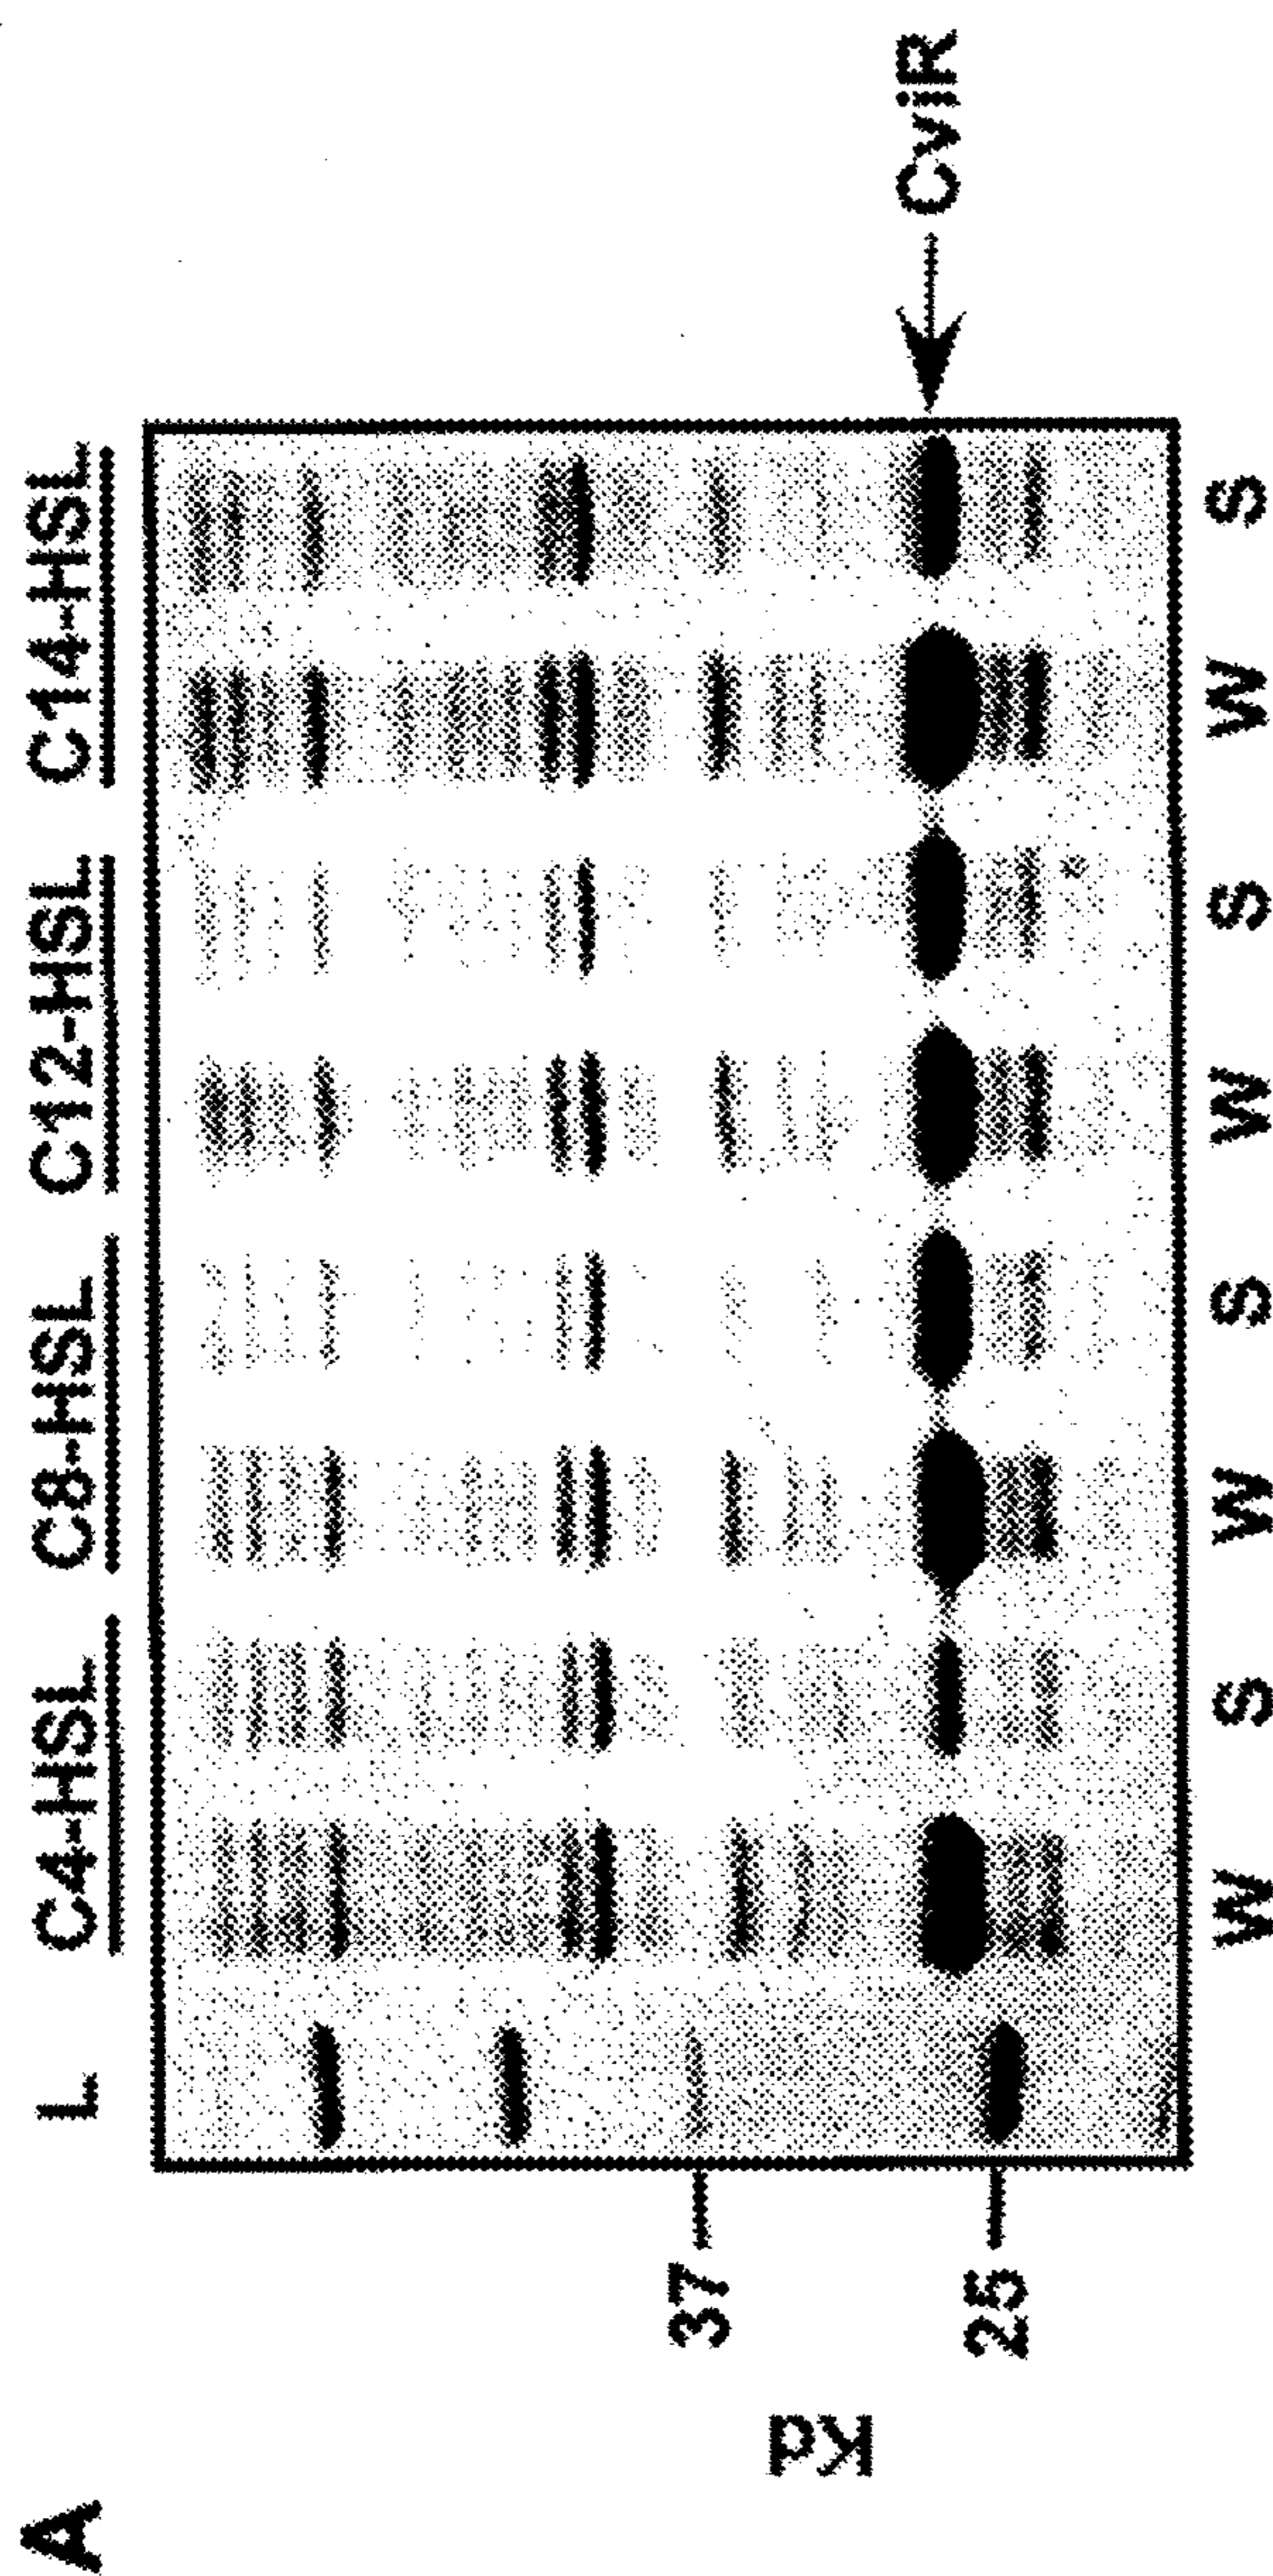 A
L C4-HSL C8-HSL C12-HSL C14-HSL
Kd
37
25
CviR
W S W S W S W S